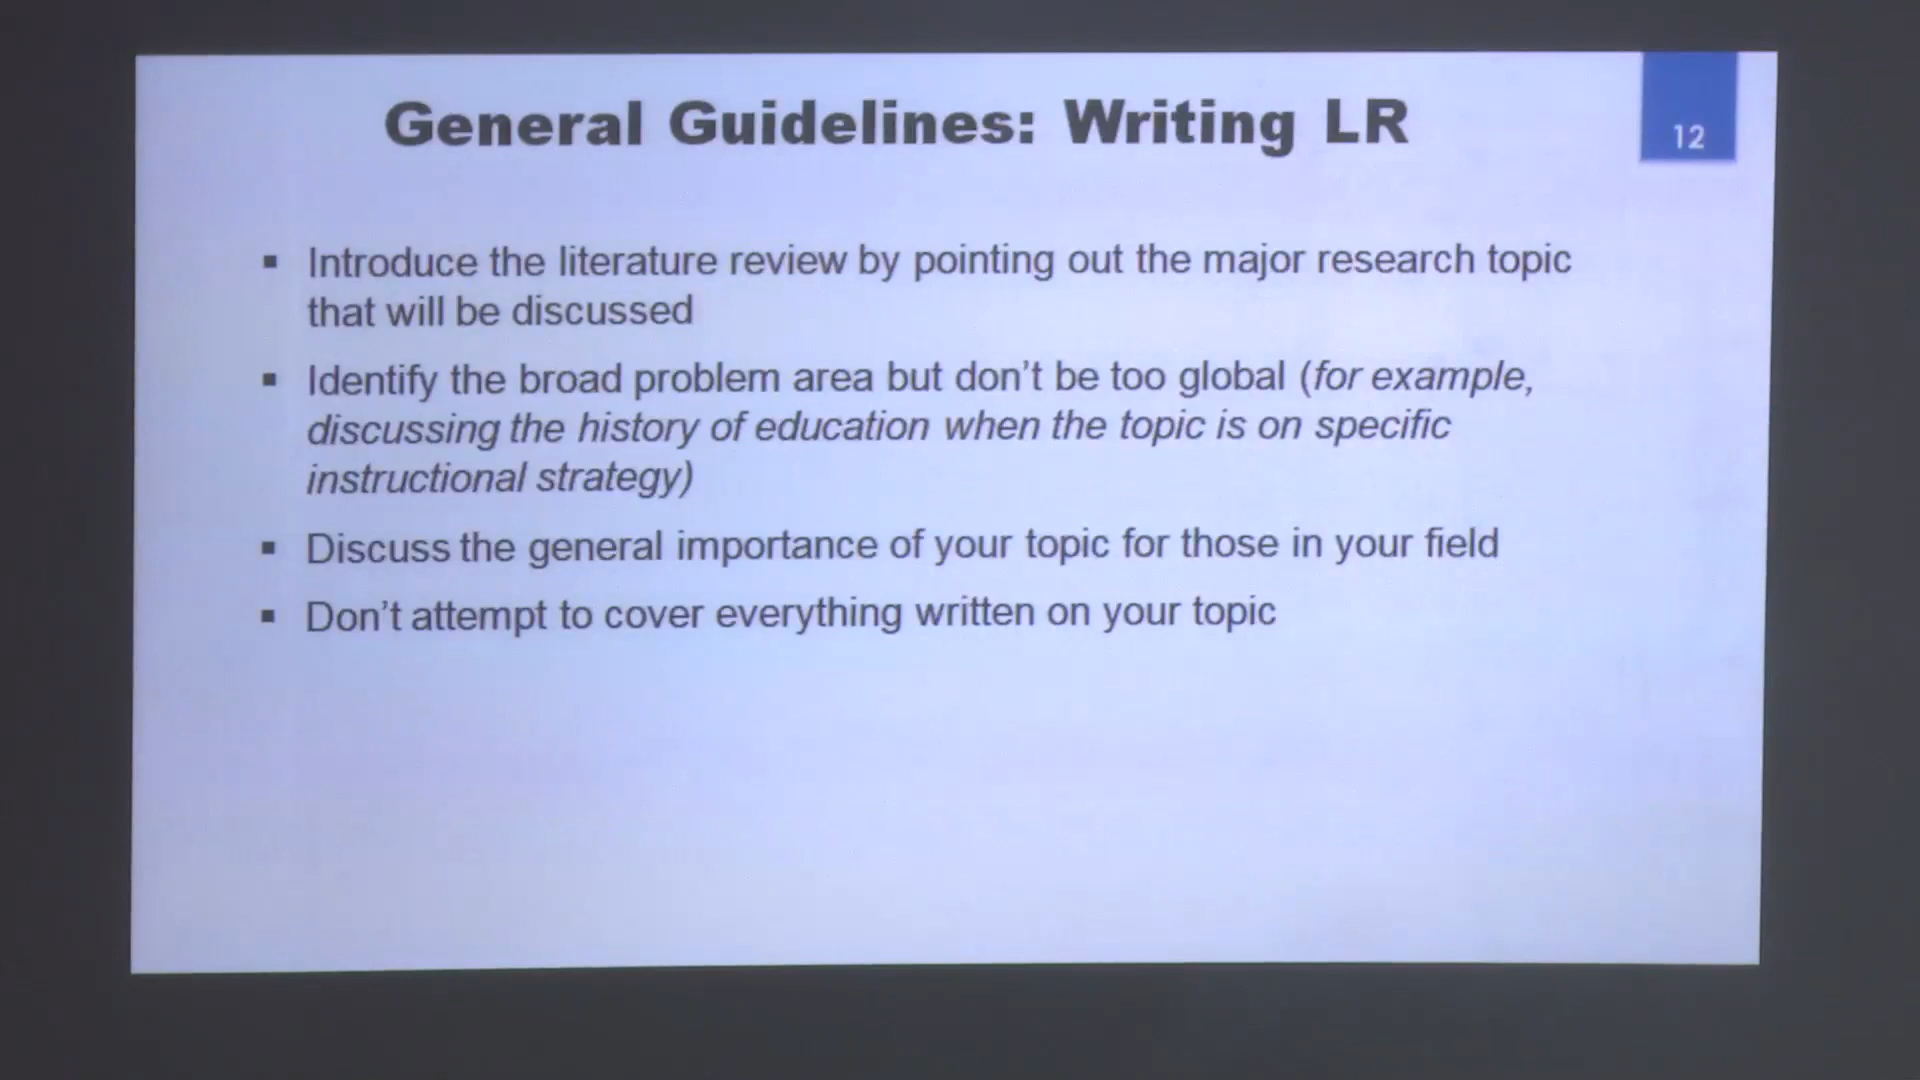 General Guidelines: Writing LR
12
▪ Introduce the literature review by pointing out the major research topic
that will be discussed
▪ Identify the broad problem area but don't be too global (for example,
discussing the history of education when the topic is on specific
instructional strategy)
▪ Discuss the general importance of your topic for those in your field
▪ Don't attempt to cover everything written on your topic